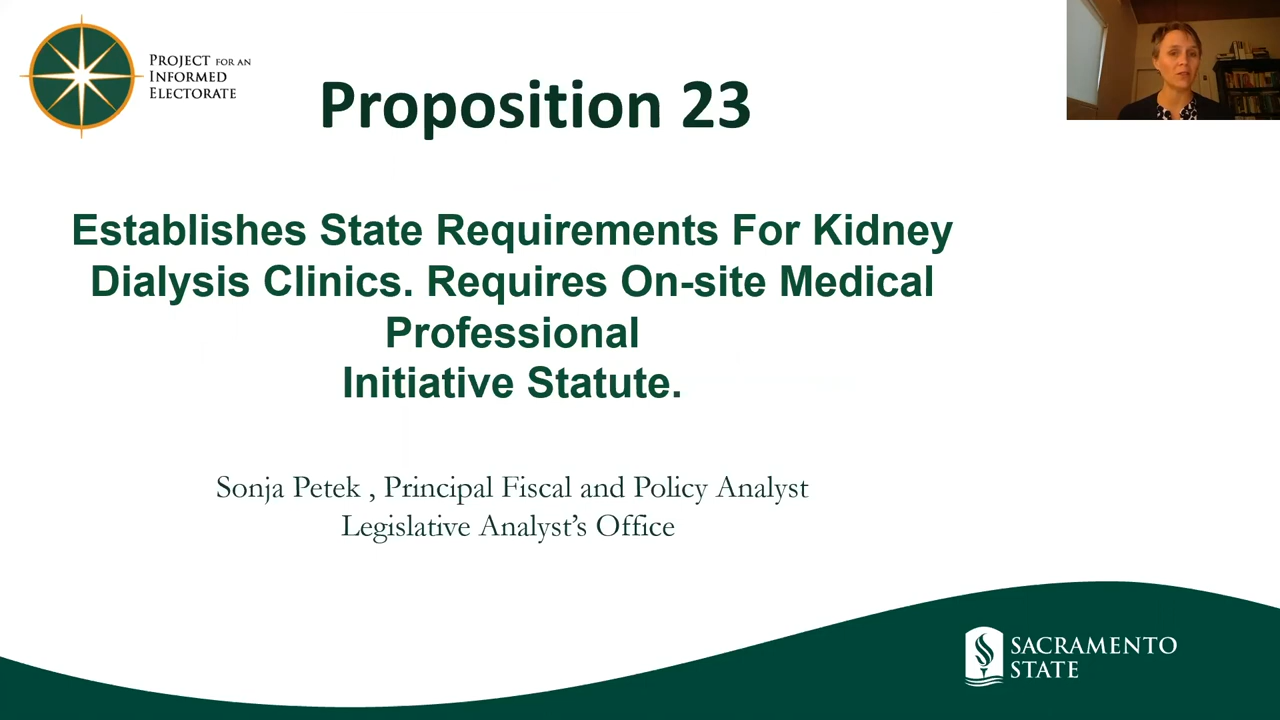 PROJECT FOR AN
INFORMED
ELECTORATE
Proposition 23
Establishes State Requirements For Kidney
Dialysis Clinics. Requires On-site Medical
Professional
Initiative Statute.
Sonja Petek , Principal Fiscal and Policy Analyst
Legislative Analyst’s Office
SACRAMENTO
STATE